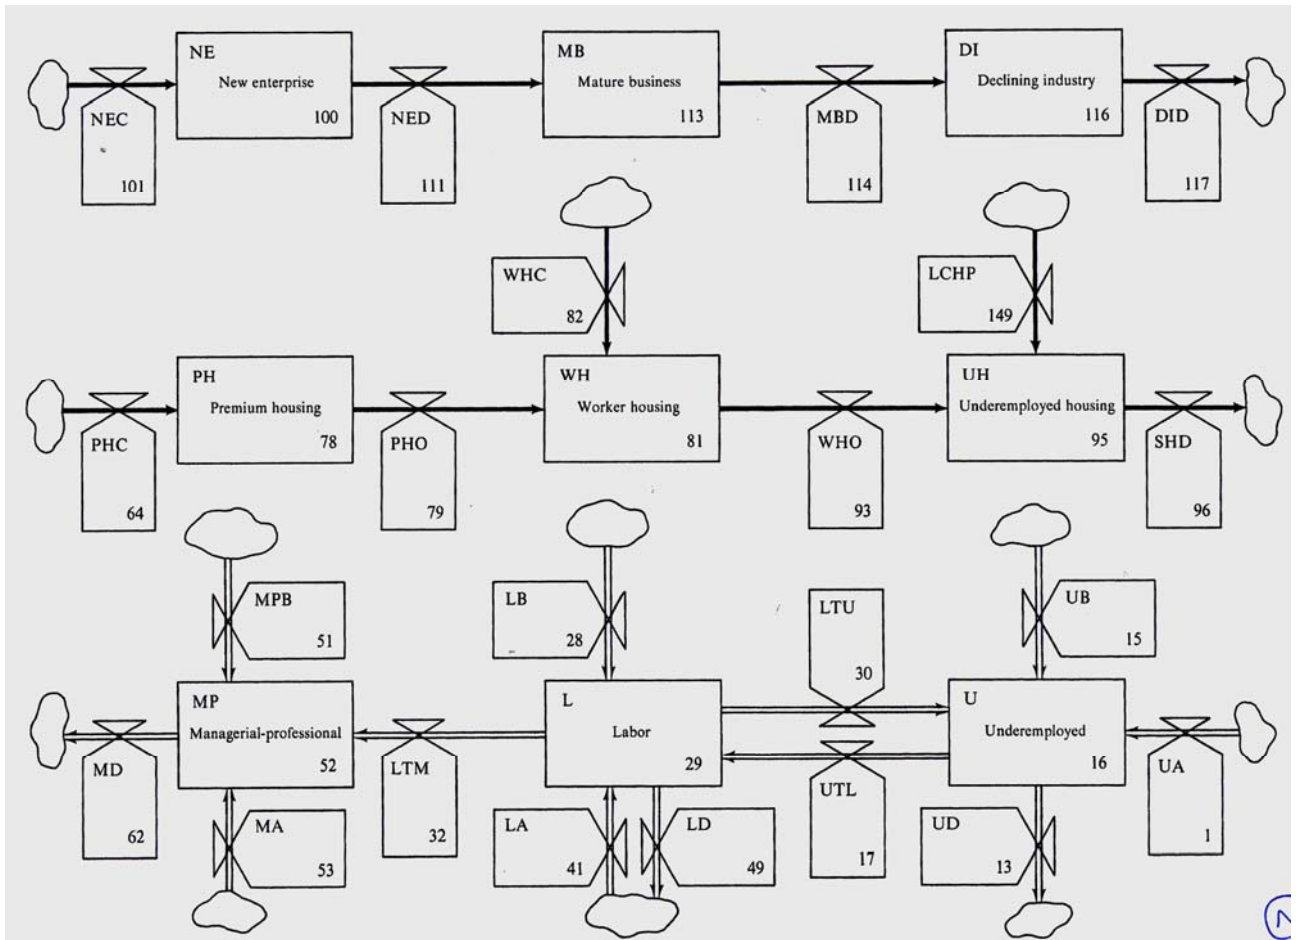 NE
New enterprise
100
MB
Mature business
113
DI
Declining industry
116
NEC
101
NED
111
MBD
114
DID
117
WHC
82
LCHP
149
PH
Premium housing
78
WH
Worker housing
81
UH
Underemployed housing
95
PHC
64
PHO
79
WHO
93
SHD
96
MPB
51
LB
28
LTU
30
UB
15
MP
Managerial-professional
52
L
Labor
29
U
Underemployed
16
MD
62
LTM
32
UTL
17
UA
1
MA
53
LA
41
LD
49
UD
13